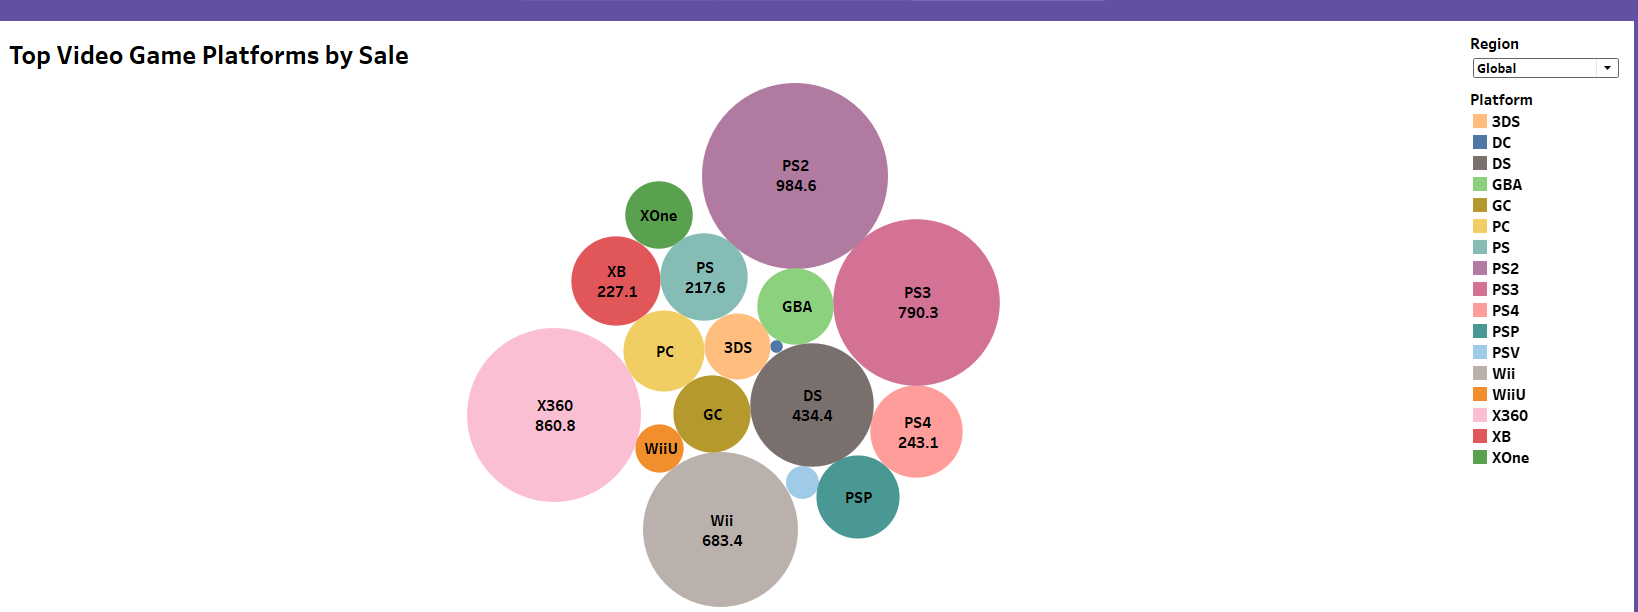 Top Video Game Platforms by Sale
PS2
984.6
XOne
XB
227.1
PS
217.6
GBA
PS3
790.3
PC
3DS
X360
860.8
GC
DS
434.4
PS4
243.1
WiiU
PSP
Wii
683.4
Region
Global
Platform
3DS
DC
DS
GBA
GC
PC
PS
PS2
PS3
PS4
PSP
PSV
Wii
WiiU
X360
XB
XOne